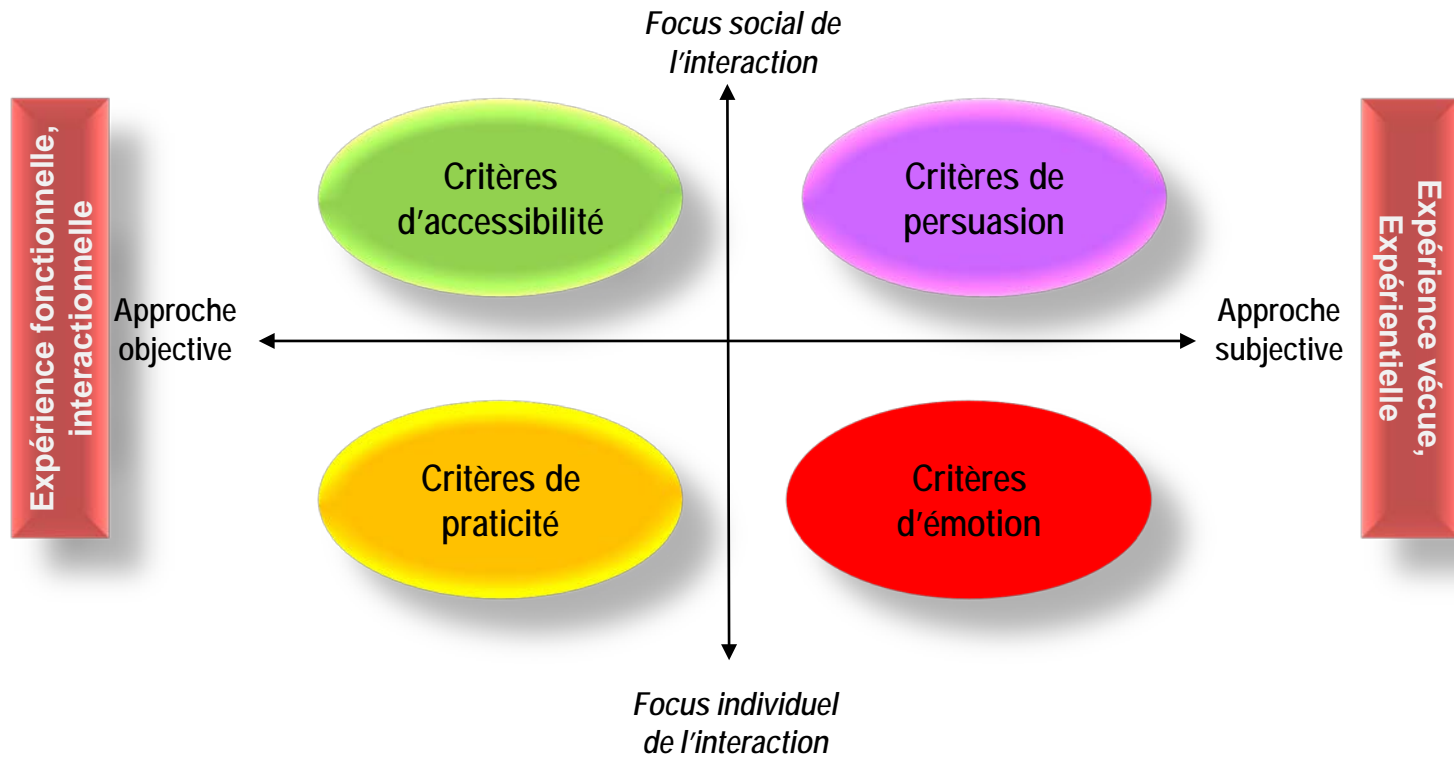 Focus social de
l'interaction
Expérience fonctionnelle,
interactionnelle
Critères
d'accessibilité
Critères de
persuasion
Expérience vécue,
Expérientielle
Approche
objective
Approche
subjective
Critères de
praticité
Critères
d'émotion
Focus individuel
de l'interaction